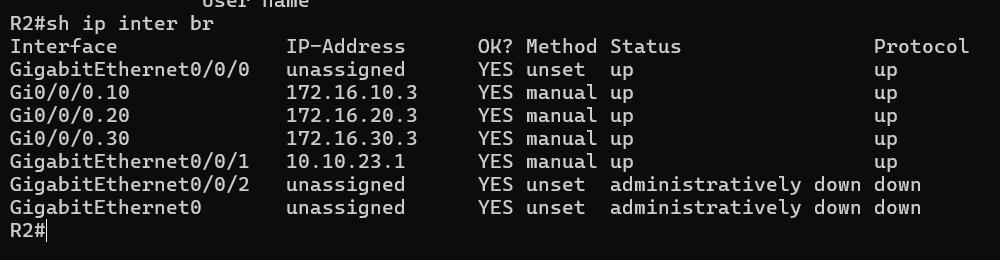 User name
R2#sh ip inter br
Interface              IP-Address      OK? Method Status                Protocol
GigabitEthernet0/0/0   unassigned      YES unset  up                    up
Gi0/0/0.10             172.16.10.3     YES manual up                    up
Gi0/0/0.20             172.16.20.3     YES manual up                    up
Gi0/0/0.30             172.16.30.3     YES manual up                    up
GigabitEthernet0/0/1   10.10.23.1      YES manual up                    up
GigabitEthernet0/0/2   unassigned      YES unset  administratively down down
GigabitEthernet0       unassigned      YES unset  administratively down down
R2#